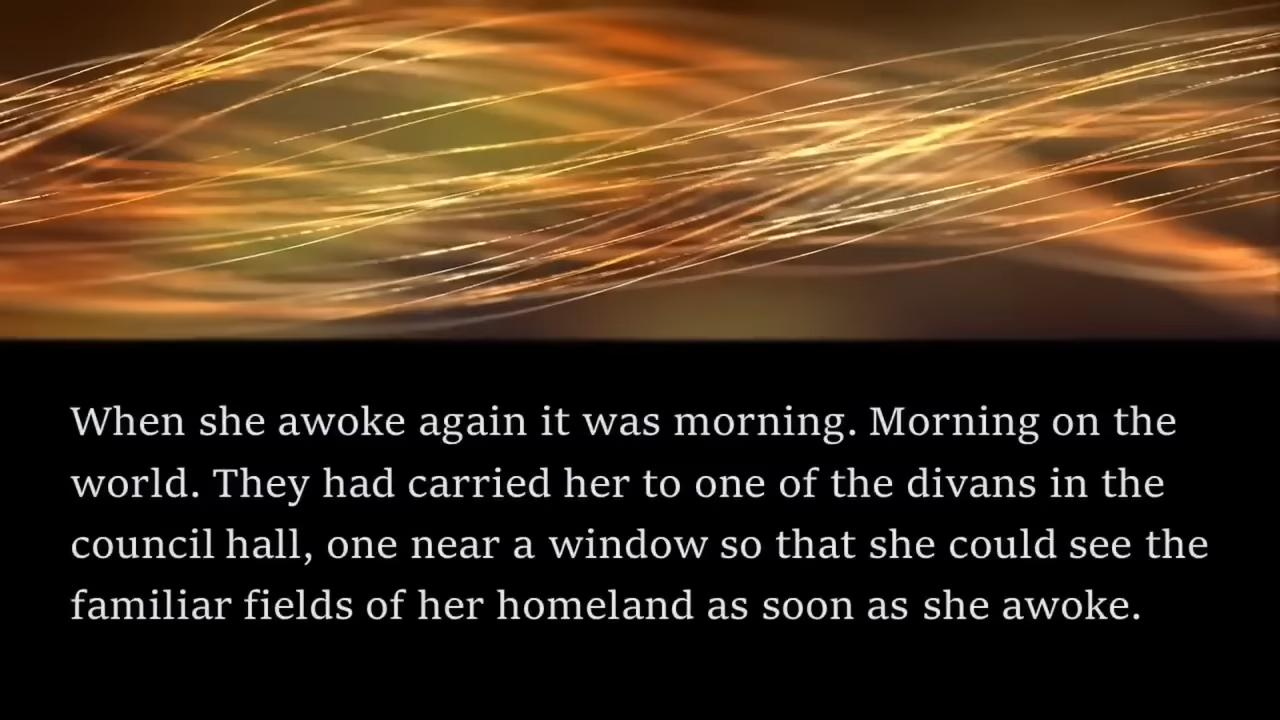 When she awoke again it was morning. Morning on the
world. They had carried her to one of the divans in the
council hall, one near a window so that she could see the
familiar fields of her homeland as soon as she awoke.